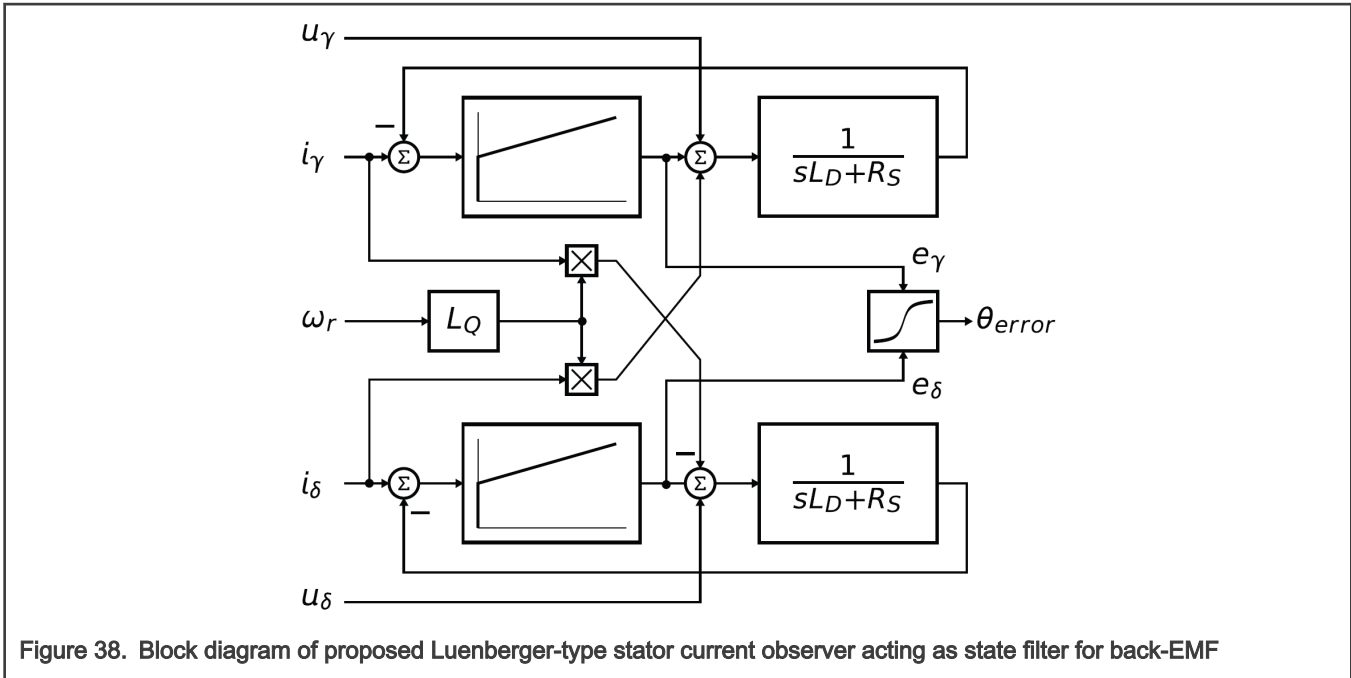 uγ
−
iγ
Σ
Σ
1
sLD+RS
eγ
ωr
LQ
θerror
eδ
−
1
sLD+RS
iδ
Σ
Σ
−
uδ
Figure 38. Block diagram of proposed Luenberger-type stator current observer acting as state filter for back-EMF